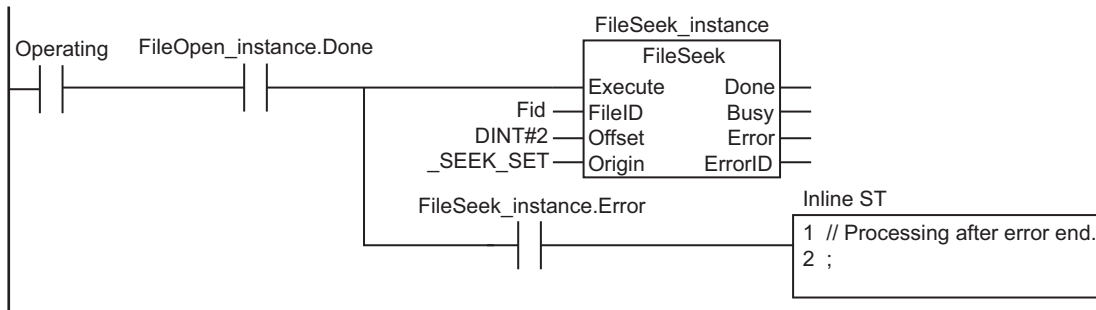 FileSeek_instance
Operating FileOpen_instance.Done FileSeek
Execute Done
Fid FileID Busy
DINT#2 Offset Error
_SEEK_SET Origin ErrorID
Inline ST
FileSeek_instance.Error
1 // Processing after error end.
2 ;